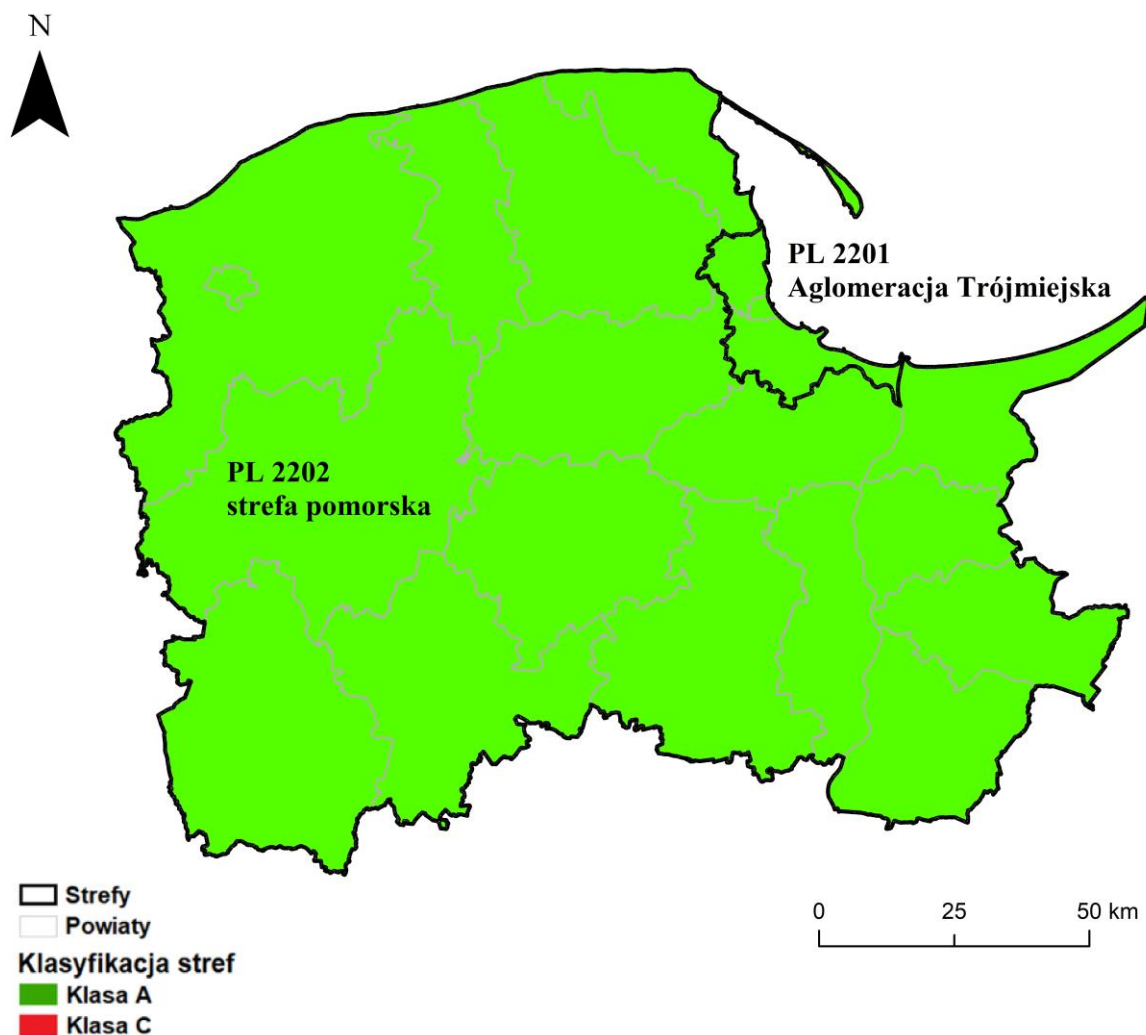 N
PL 2201
Aglomeracja Trójmiejska
PL 2202
strefa pomorska
Strefy
Powiaty
Klasyfikacja stref
Klasa A
Klasa C
0 25 50 km